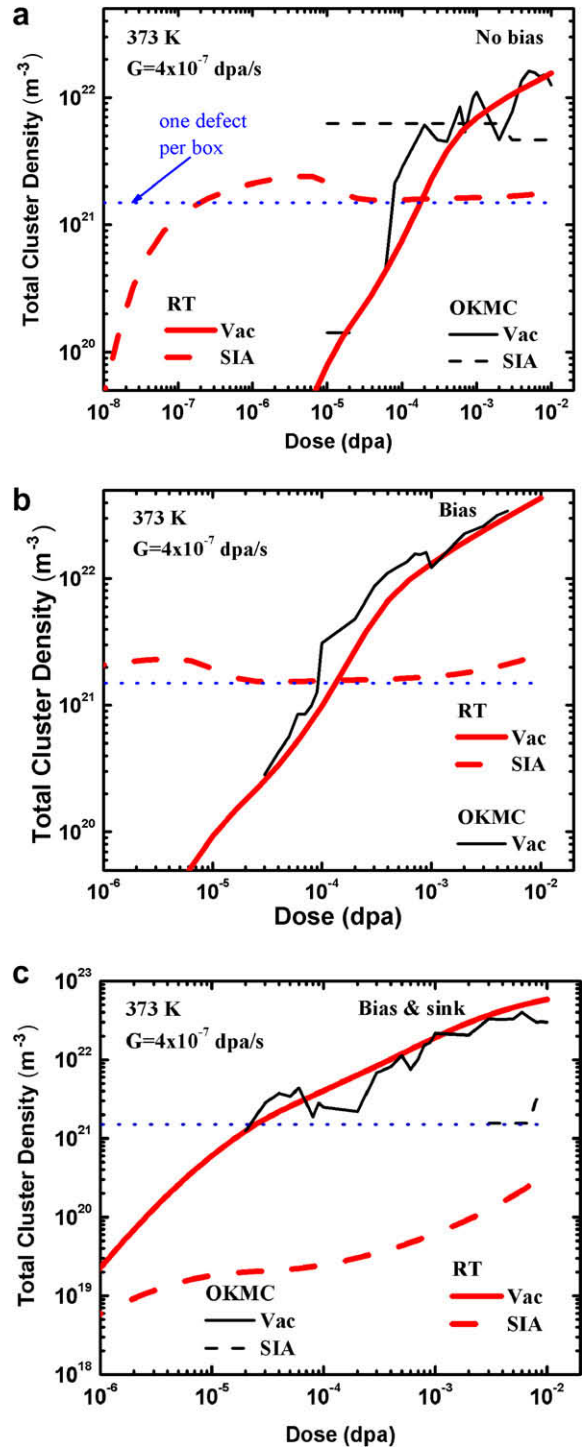 a
373 K
No bias
G=4x10⁻⁷ dpa/s
10²²
one defect
per box
10²¹
RT
OKMC
Vac
Vac
SIA
SIA
10²⁰
Total Cluster Density (m⁻³)
10⁻⁸ 10⁻⁷ 10⁻⁶ 10⁻⁵ 10⁻⁴ 10⁻³ 10⁻²
Dose (dpa)
b
373 K
Bias
G=4x10⁻⁷ dpa/s
10²²
10²¹
RT
Vac
SIA
OKMC
Vac
10²⁰
Total Cluster Density (m⁻³)
10⁻⁶ 10⁻⁵ 10⁻⁴ 10⁻³ 10⁻²
Dose (dpa)
c
10²³
373 K
Bias & sink
G=4x10⁻⁷ dpa/s
10²²
10²¹
10²⁰
10¹⁹
OKMC
RT
Vac
Vac
SIA
SIA
10¹⁸
Total Cluster Density (m⁻³)
10⁻⁶ 10⁻⁵ 10⁻⁴ 10⁻³ 10⁻²
Dose (dpa)